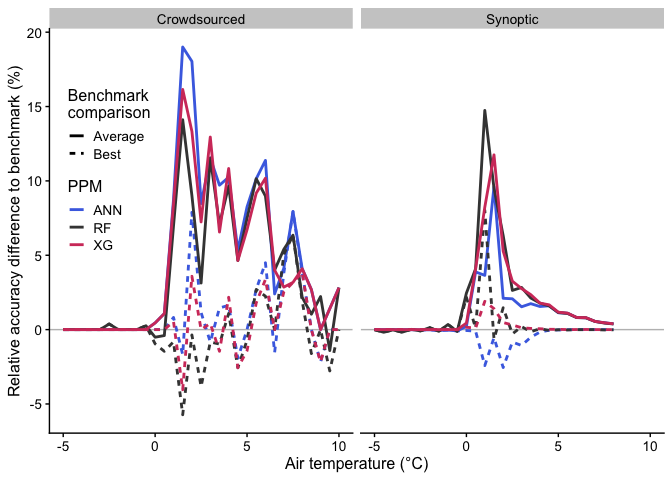 Crowdsourced
Synoptic
Relative accuracy difference to benchmark (%)
20
15
10
5
0
-5
Benchmark
comparison
Average
Best
PPM
ANN
RF
XG
-5
0
5
10
-5
0
5
10
Air temperature (°C)